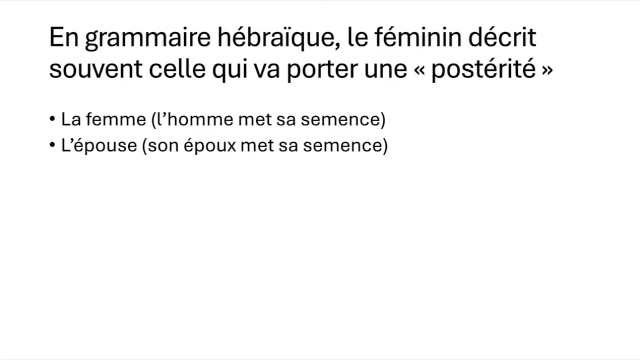 En grammaire hébraïque, le féminin décrit
souvent celle qui va porter une « postérité »
• La femme (l’homme met sa semence)
• L’épouse (son époux met sa semence)